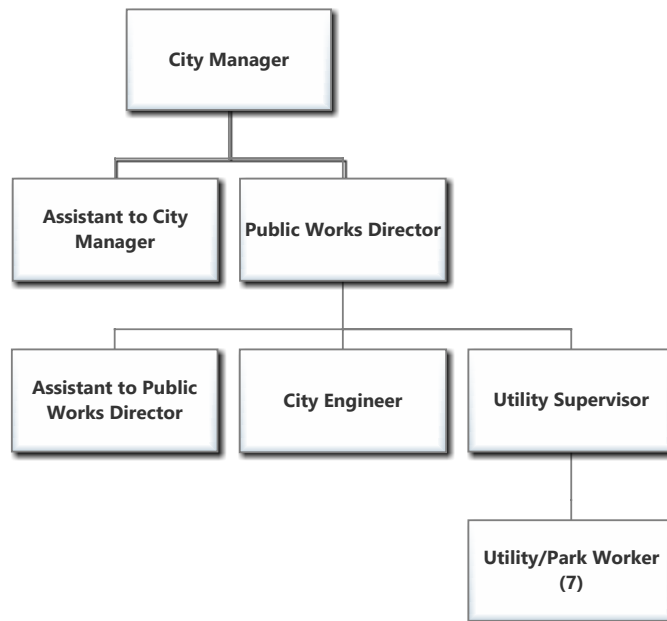 City Manager
Assistant to City
Manager
Public Works Director
Assistant to Public
Works Director
City Engineer
Utility Supervisor
Utility/Park Worker
(7)